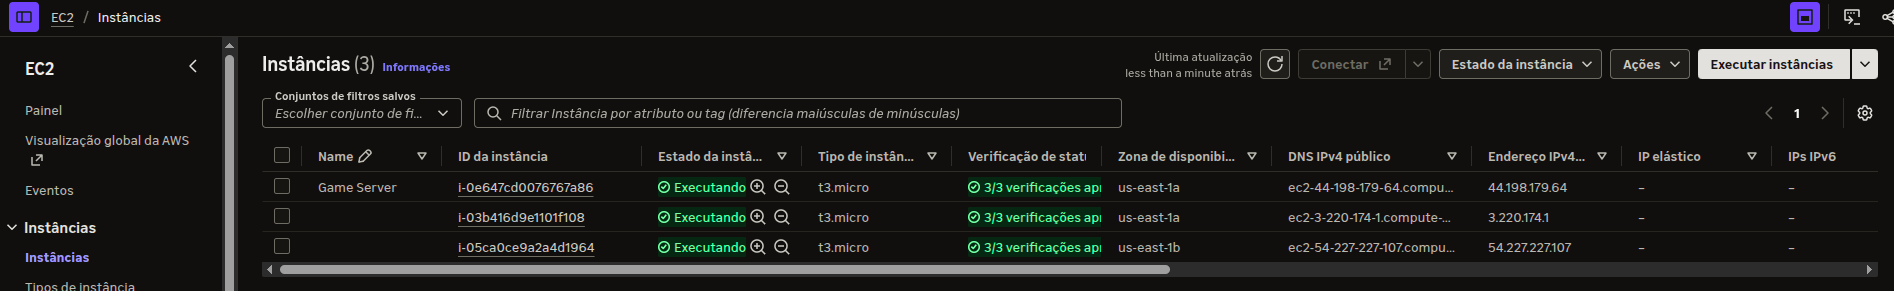 EC2 / Instâncias
EC2
Painel
Visualização global da AWS
Eventos
Instâncias
Instâncias
Tipos de instância
Instâncias (3) Informações
Última atualização
less than a minute atrás
Conectar
Estado da instância
Ações
Executar instâncias
Conjuntos de filtros salvos
Escolher conjunto de fi...
Filtrar Instância por atributo ou tag (diferencia maiúsculas de minúsculas)
1
Name ID da instância Estado da instâ... Tipo de instân... Verificação de statu Zona de disponibi... DNS IPv4 público Endereço IPv4... IP elástico IPs IPv6
Game Server i-0e647cd0076767a86 Executando t3.micro 3/3 verificações apr us-east-1a ec2-44-198-179-64.compu... 44.198.179.64 – –
i-03b416d9e1101f108 Executando t3.micro 3/3 verificações apr us-east-1a ec2-3-220-174-1.compute-... 3.220.174.1 – –
i-05ca0ce9a2a4d1964 Executando t3.micro 3/3 verificações apr us-east-1b ec2-54-227-227-107.compu... 54.227.227.107 – –